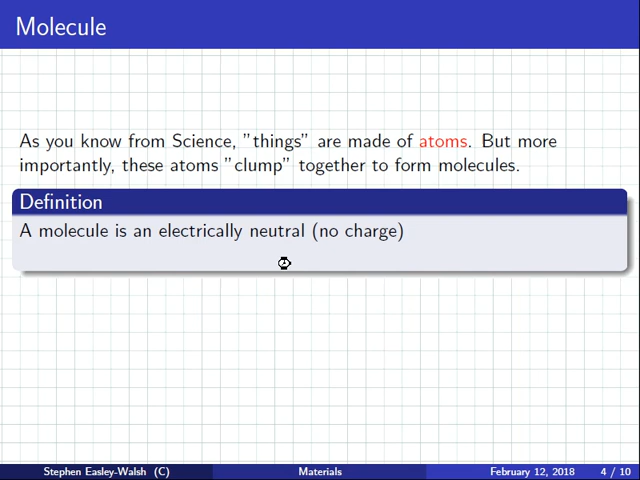 Molecule
As you know from Science, "things" are made of atoms. But more
importantly, these atoms "clump" together to form molecules.
Definition
A molecule is an electrically neutral (no charge)
Stephen Easley-Walsh (C) Materials February 12, 2018 4 / 10